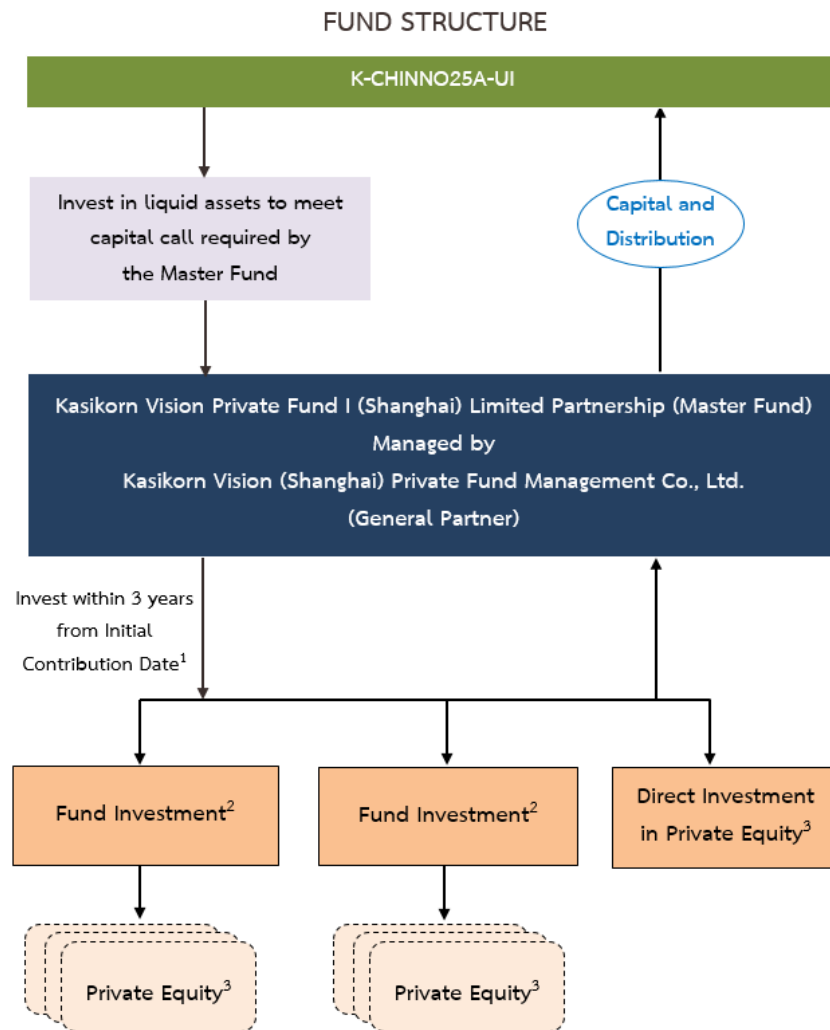 FUND STRUCTURE
K-CHINNO25A-UI
Invest in liquid assets to meet
capital call required by
the Master Fund
Capital and
Distribution
Kasikorn Vision Private Fund I (Shanghai) Limited Partnership (Master Fund)
Managed by
Kasikorn Vision (Shanghai) Private Fund Management Co., Ltd.
(General Partner)
Invest within 3 years
from Initial
Contribution Date¹
Fund Investment²
Fund Investment²
Direct Investment
in Private Equity³
Private Equity³
Private Equity³